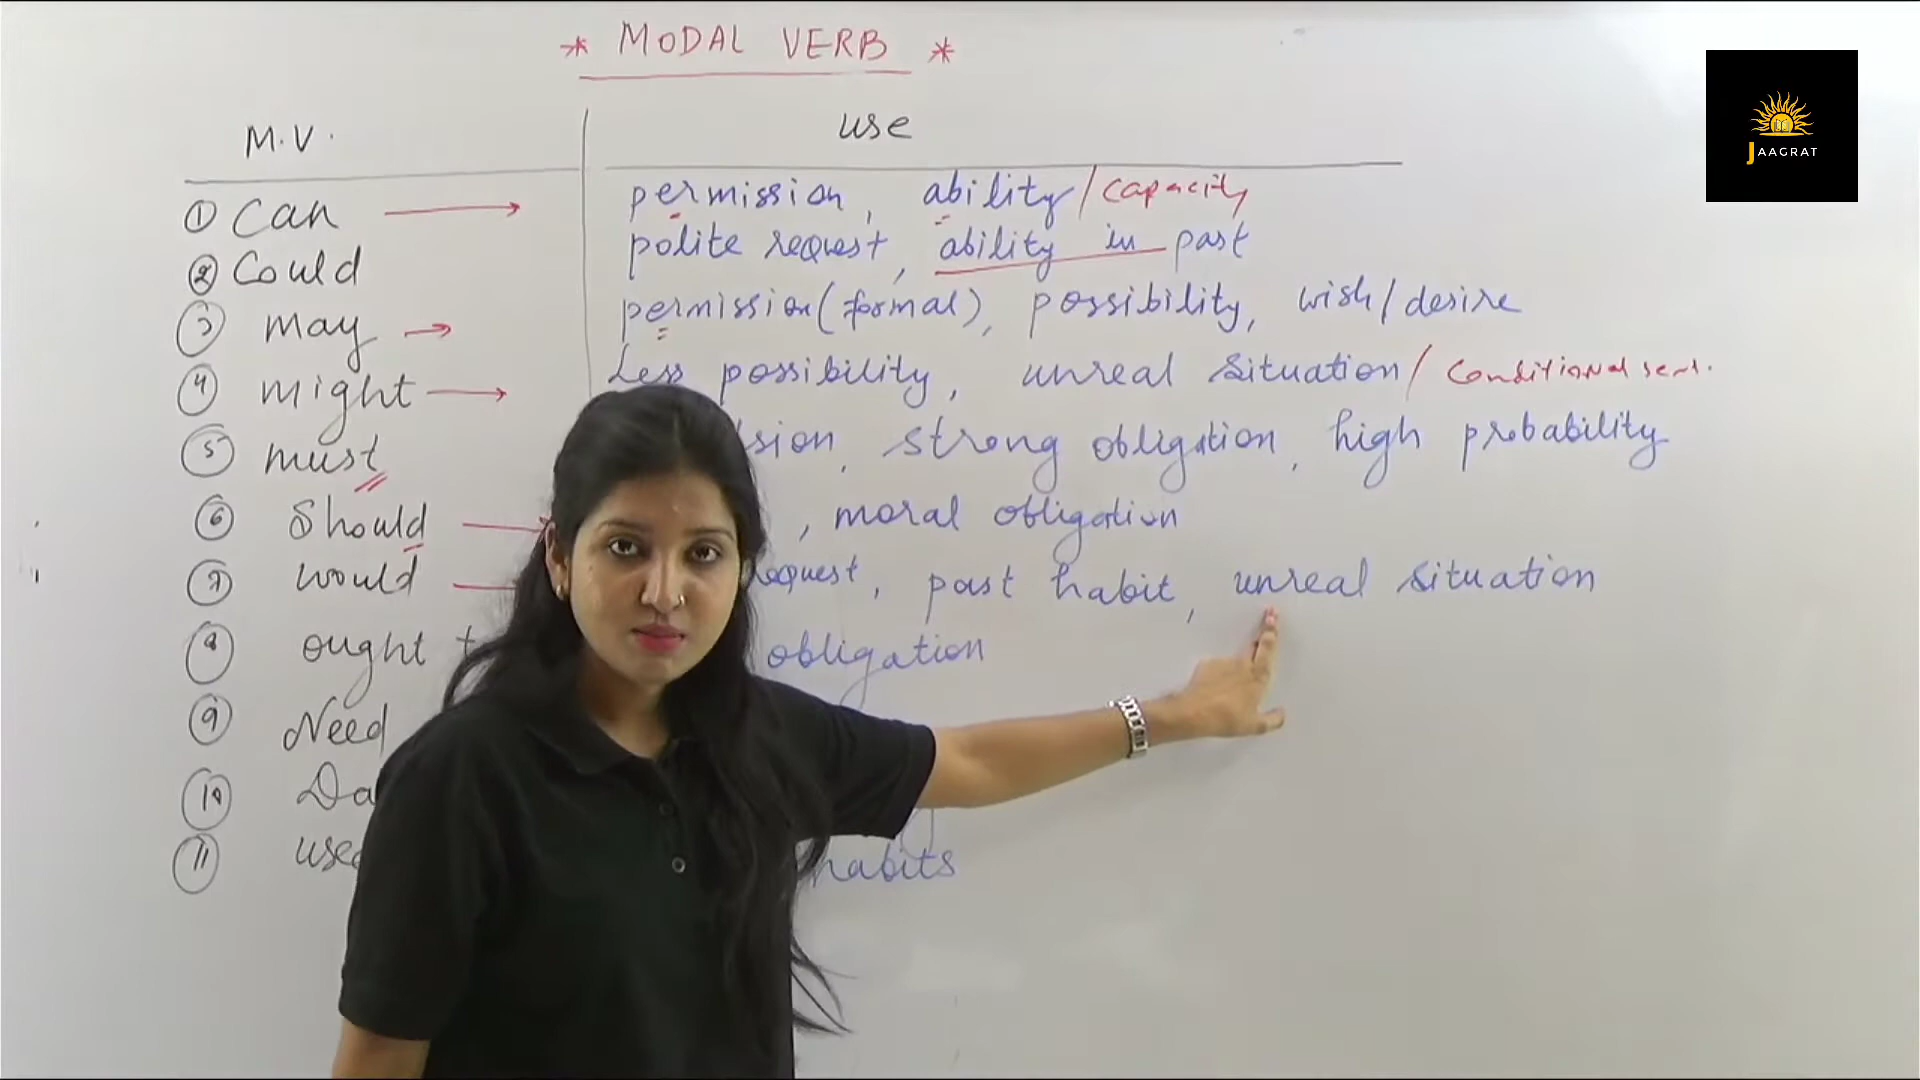 * MODAL VERB *
M.V.
use
① Can → permission, ability/capacity
② Could polite request, ability in past
③ may → permission(formal), possibility, wish/desire
④ might → Less possibility, unreal situation/conditional sent.
⑤ must strong obligation, high probability
⑥ Should → , moral obligation
⑦ would past habit, unreal situation
⑧ ought obligation
⑨ Need
⑩
⑪ habits
JAAGRAT